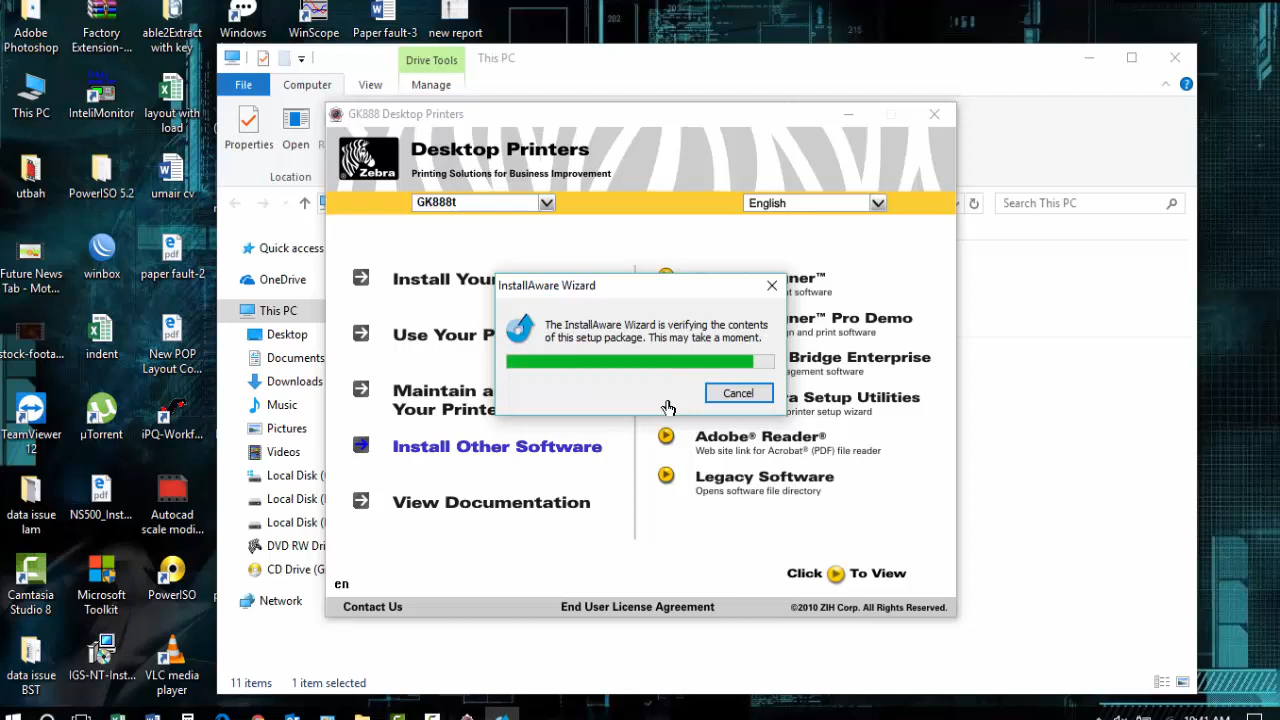 Adobe
Photoshop
Factory
Extension-...
able2Extract
with key
Windows
WinScope
Paper fault-3
new report
215
202
Drive Tools
This PC
File
Computer
View
Manage
This PC
InteliMonitor
layout with
load
Properties
Open
Location
GK888 Desktop Printers
Zebra
Desktop Printers
Printing Solutions for Business Improvement
GK888t
English
Search This PC
utbah
PowerISO 5.2
umair cv
Quick access
OneDrive
This PC
Desktop
Documents
Downloads
Music
Pictures
Videos
Local Disk (
Local Disk (
Local Disk (
DVD RW Dri
CD Drive (G
Network
Future News
Tab - Mot...
winbox
paper fault-2
stock-foota...
indent
New POP
Layout Co...
TeamViewer
12
µTorrent
iPQ-Workf...
data issue
lam
NS500_Inst...
Autocad
scale modi...
Camtasia
Studio 8
Microsoft
Toolkit
PowerISO
data issue
BST
IGS-NT-Inst...
VLC media
player
Install Your
Use Your P
Maintain a
Your Printe
Install Other Software
View Documentation
InstallAware Wizard
The InstallAware Wizard is verifying the contents
of this setup package. This may take a moment.
Cancel
ner™
t software
ner™ Pro Demo
gn and print software
Bridge Enterprise
agement software
a Setup Utilities
printer setup wizard
Adobe® Reader®
Web site link for Acrobat® (PDF) file reader
Legacy Software
Opens software file directory
Click To View
en
Contact Us
End User License Agreement
©2010 ZIH Corp. All Rights Reserved.
11 items
1 item selected